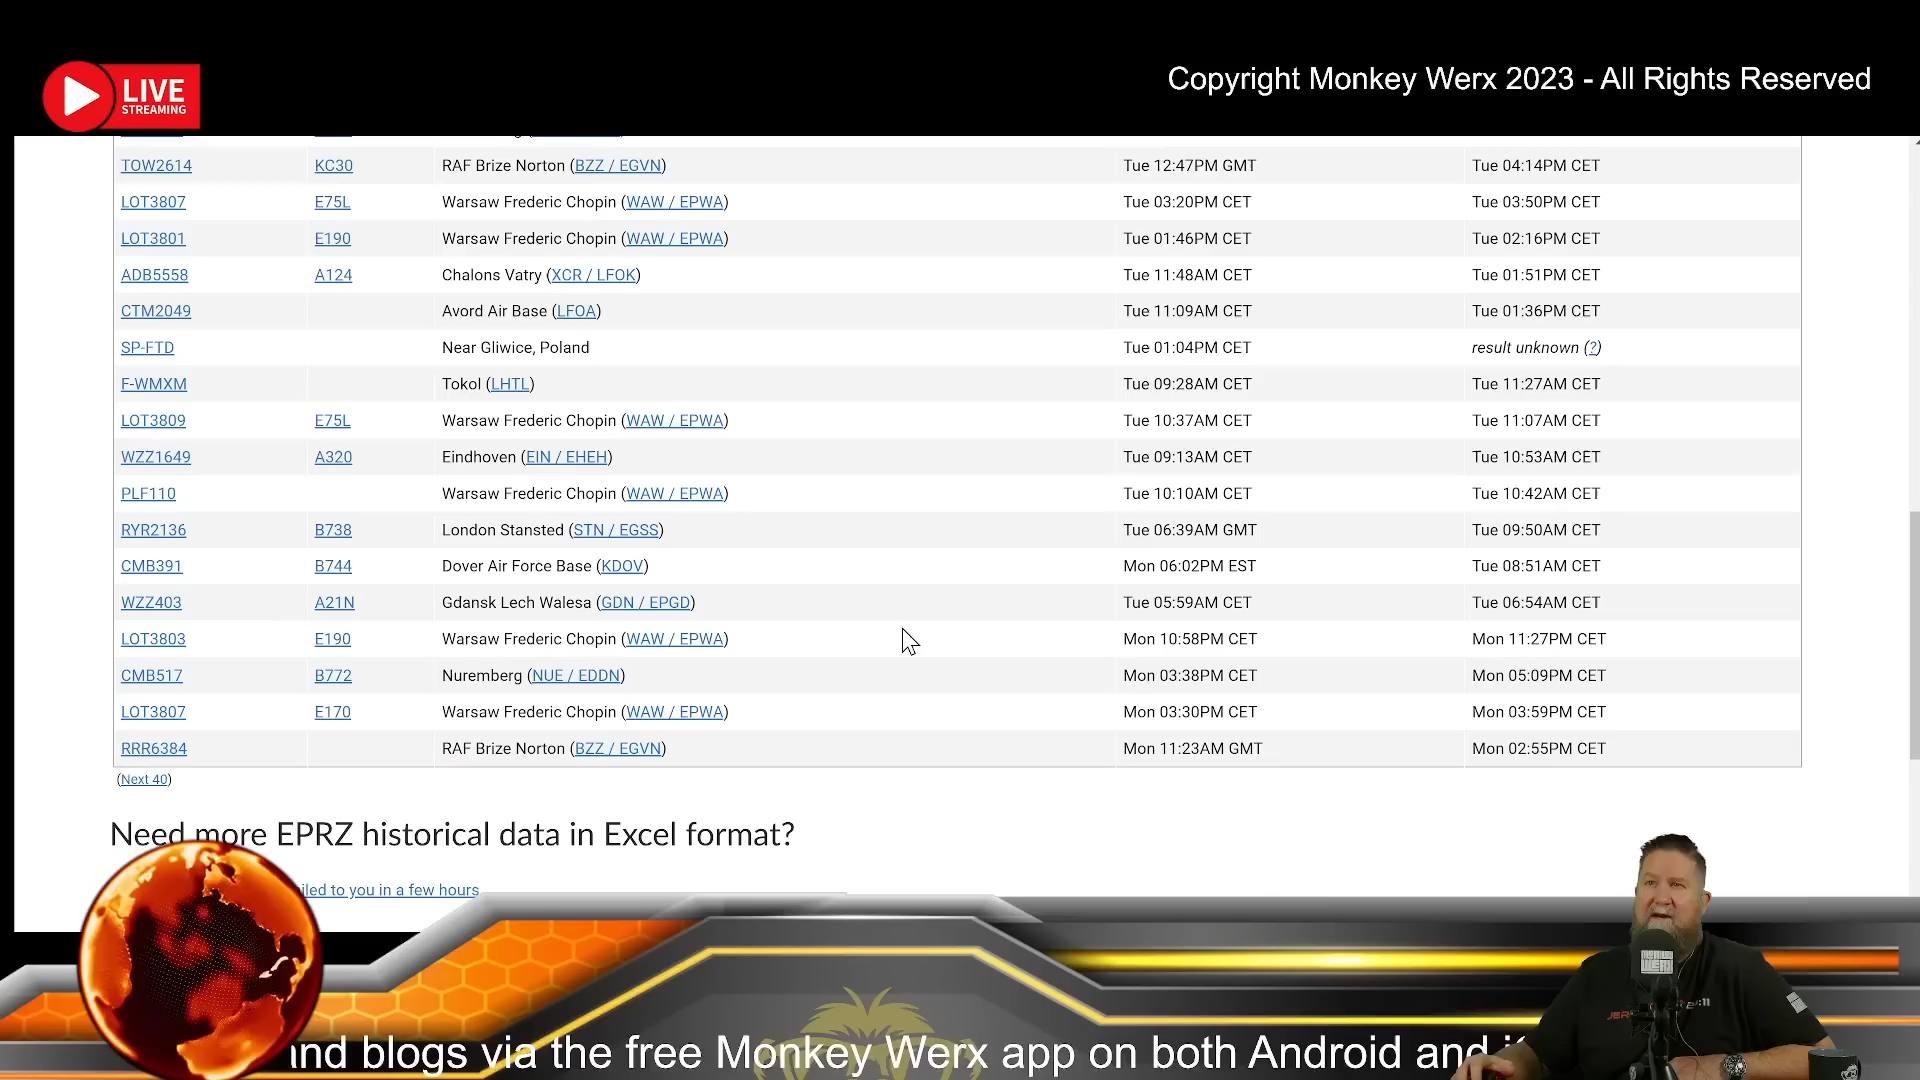 LIVE
STREAMING
Copyright Monkey Werx 2023 - All Rights Reserved
TOW2614 KC30 RAF Brize Norton (BZZ / EGVN) Tue 12:47PM GMT Tue 04:14PM CET
LOT3807 E75L Warsaw Frederic Chopin (WAW / EPWA) Tue 03:20PM CET Tue 03:50PM CET
LOT3801 E190 Warsaw Frederic Chopin (WAW / EPWA) Tue 01:46PM CET Tue 02:16PM CET
ADB5558 A124 Chalons Vatry (XCR / LFOK) Tue 11:48AM CET Tue 01:51PM CET
CTM2049 Avord Air Base (LFOA) Tue 11:09AM CET Tue 01:36PM CET
SP-FTD Near Gliwice, Poland Tue 01:04PM CET result unknown (?)
F-WMXM Tokol (LHTL) Tue 09:28AM CET Tue 11:27AM CET
LOT3809 E75L Warsaw Frederic Chopin (WAW / EPWA) Tue 10:37AM CET Tue 11:07AM CET
WZZ1649 A320 Eindhoven (EIN / EHEH) Tue 09:13AM CET Tue 10:53AM CET
PLF110 Warsaw Frederic Chopin (WAW / EPWA) Tue 10:10AM CET Tue 10:42AM CET
RYR2136 B738 London Stansted (STN / EGSS) Tue 06:39AM GMT Tue 09:50AM CET
CMB391 B744 Dover Air Force Base (KDOV) Mon 06:02PM EST Tue 08:51AM CET
WZZ403 A21N Gdansk Lech Walesa (GDN / EPGD) Tue 05:59AM CET Tue 06:54AM CET
LOT3803 E190 Warsaw Frederic Chopin (WAW / EPWA) Mon 10:58PM CET Mon 11:27PM CET
CMB517 B772 Nuremberg (NUE / EDDN) Mon 03:38PM CET Mon 05:09PM CET
LOT3807 E170 Warsaw Frederic Chopin (WAW / EPWA) Mon 03:30PM CET Mon 03:59PM CET
RRR6384 RAF Brize Norton (BZZ / EGVN) Mon 11:23AM GMT Mon 02:55PM CET
(Next 40)
Need more EPRZ historical data in Excel format?
to you in a few hours
MONKEY
WERX
blogs via the free Monkey Werx app on both Android and